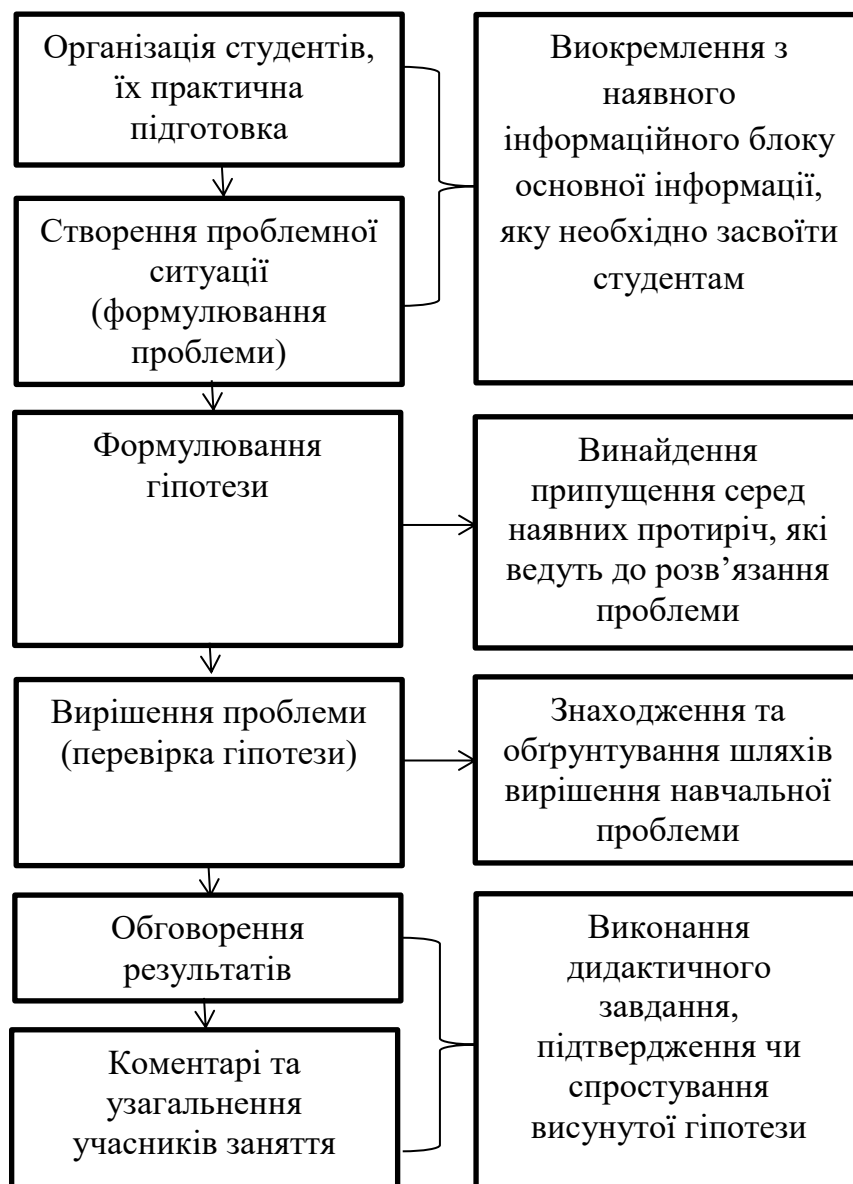 Організація студентів,
їх практична
підготовка
Виокремлення з
наявного
інформаційного блоку
основної інформації,
яку необхідно засвоїти
студентам
Створення проблемної
ситуації
(формулювання
проблеми)
Формулювання
гіпотези
Винайдення
припущення серед
наявних протиріч, які
ведуть до розв’язання
проблеми
Вирішення проблеми
(перевірка гіпотези)
Знаходження та
обґрунтування шляхів
вирішення навчальної
проблеми
Обговорення
результатів
Виконання
дидактичного
завдання,
підтвердження чи
спростування
висунутої гіпотези
Коментарі та
узагальнення
учасників заняття